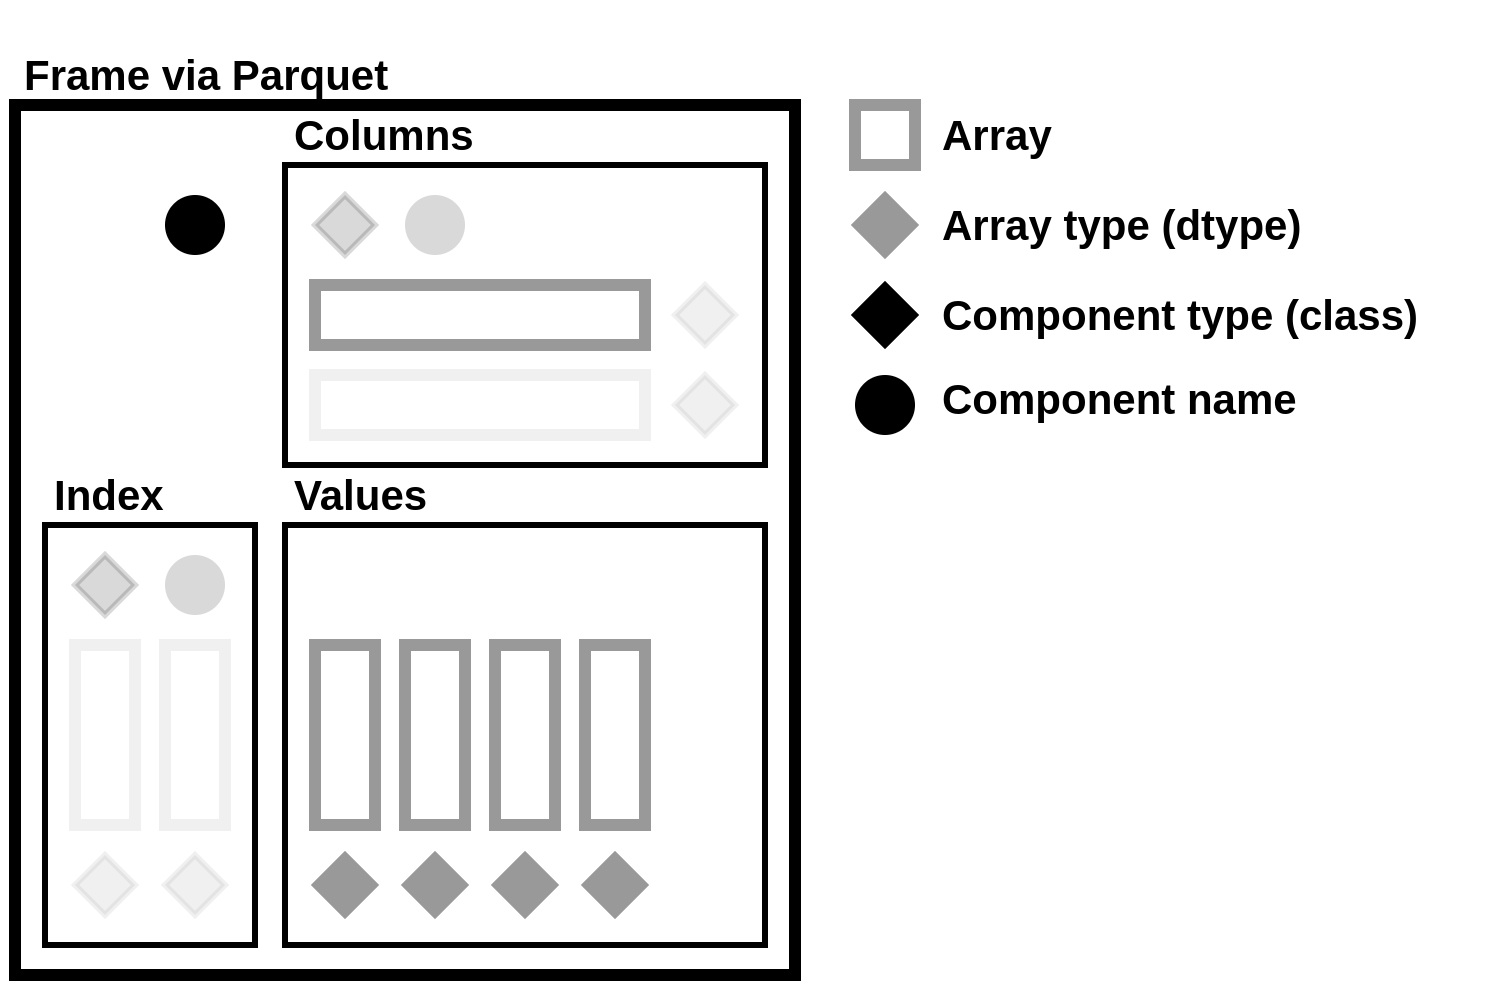 Frame via Parquet
Columns
Index
Values
Array
Array type (dtype)
Component type (class)
Component name